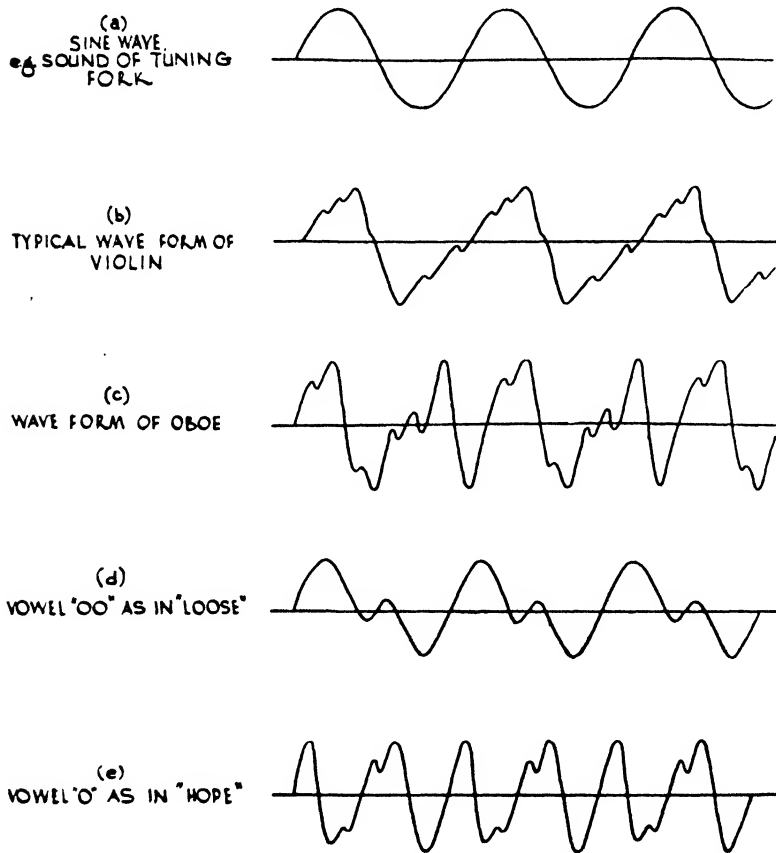 (a)
SINE WAVE.
eg SOUND OF TUNING
FORK
(b)
TYPICAL WAVE FORM OF
VIOLIN
(c)
WAVE FORM OF OBOE
(d)
VOWEL "OO" AS IN "LOOSE"
(e)
VOWEL "O" AS IN "HOPE"